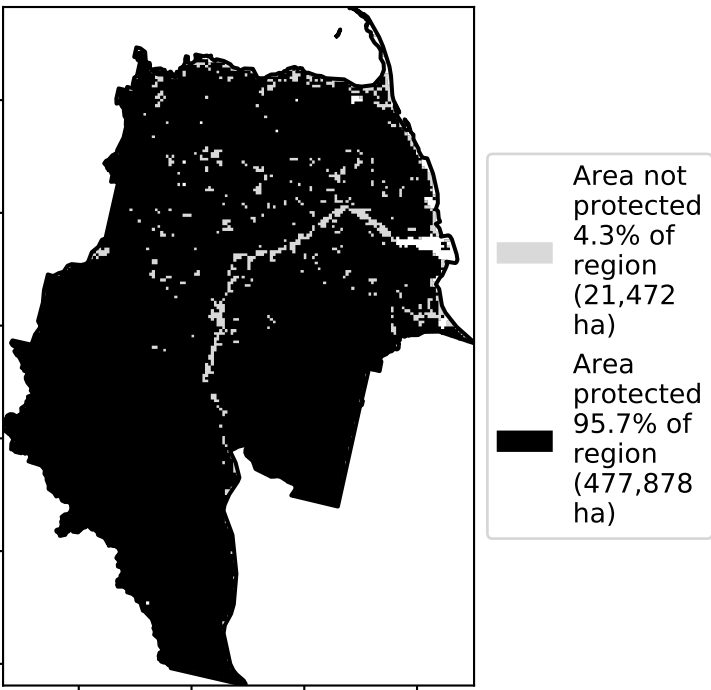 Area not
protected
4.3% of
region
(21,472
ha)
Area
protected
95.7% of
region
(477,878
ha)